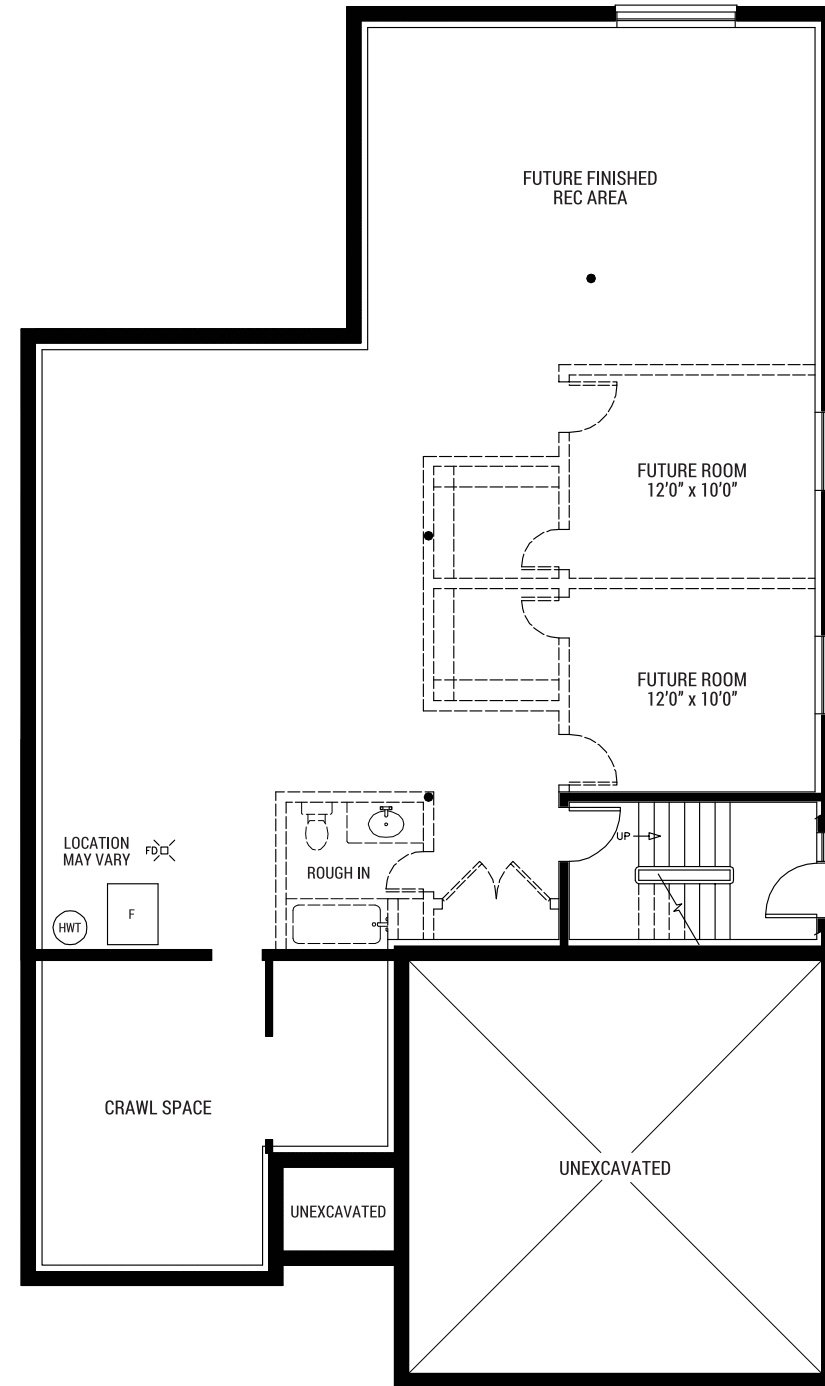 FUTURE FINISHED
REC AREA
FUTURE ROOM
12'0" x 10'0"
FUTURE ROOM
12'0" x 10'0"
LOCATION
MAY VARY
FD
UP
ROUGH IN
HWT
F
CRAWL SPACE
UNEXCAVATED
UNEXCAVATED